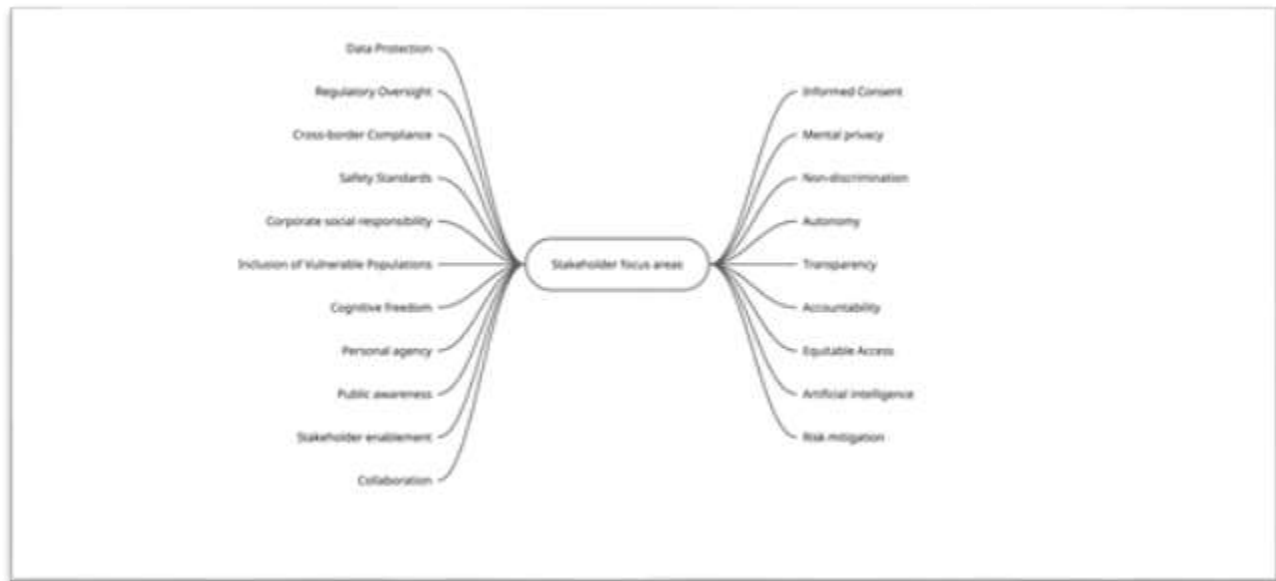 Data Protection
Regulatory Oversight
Cross-border Compliance
Safety Standards
Corporate social responsibility
Inclusion of Vulnerable Populations
Cognitive freedom
Personal agency
Public awareness
Stakeholder enablement
Collaboration
Stakeholder focus areas
Informed Consent
Mental privacy
Non-discrimination
Autonomy
Transparency
Accountability
Equitable Access
Artificial intelligence
Risk mitigation